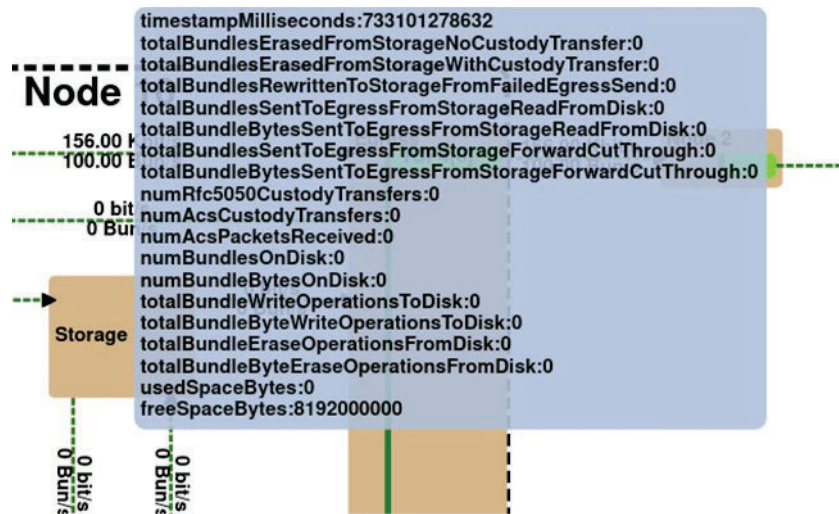 timestampMilliseconds:733101278632
totalBundlesErasedFromStorageNoCustodyTransfer:0
totalBundlesErasedFromStorageWithCustodyTransfer:0
totalBundlesRewrittenToStorageFromFailedEgressSend:0
totalBundlesSentToEgressFromStorageReadFromDisk:0
totalBundleBytesSentToEgressFromStorageReadFromDisk:0
totalBundlesSentToEgressFromStorageForwardCutThrough:0
totalBundleBytesSentToEgressFromStorageForwardCutThrough:0
numRfc5050CustodyTransfers:0
numAcsCustodyTransfers:0
numAcsPacketsReceived:0
numBundlesOnDisk:0
numBundleBytesOnDisk:0
totalBundleWriteOperationsToDisk:0
totalBundleByteWriteOperationsToDisk:0
totalBundleEraseOperationsFromDisk:0
totalBundleByteEraseOperationsFromDisk:0
usedSpaceBytes:0
freeSpaceBytes:8192000000
Node
156.00
100.00
0 bit/s
0 Bun/s
Storage
0 bit/s
0 Bun/s
0 bit/s
0 Bun/s